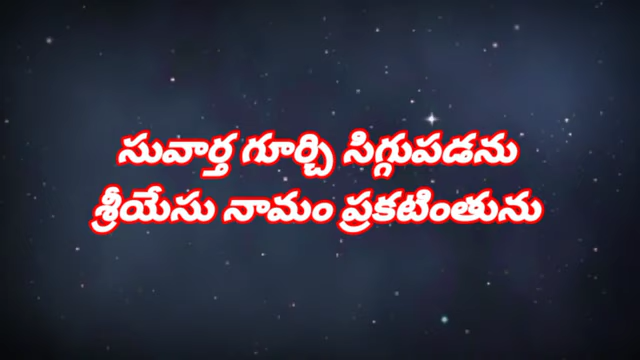 సువార్త గూర్చి సిగ్గుపడను
శ్రీయేసు నామం ప్రకటింతును